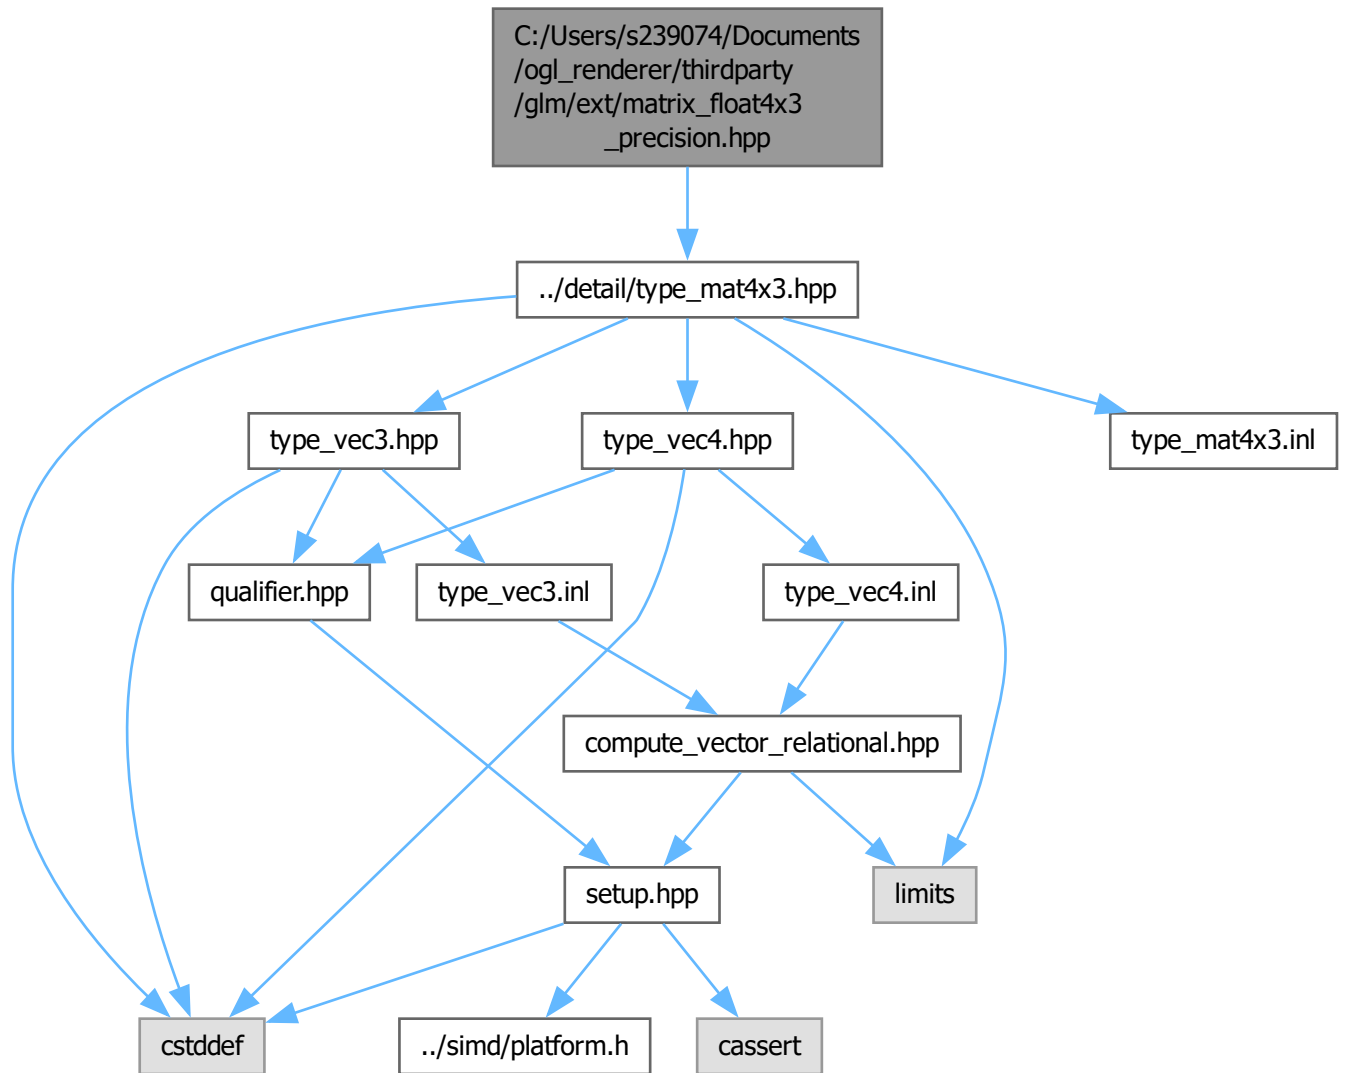 C:/Users/s239074/Documents
/ogl_renderer/thirdparty
/glm/ext/matrix_float4x3
_precision.hpp
../detail/type_mat4x3.hpp
type_vec3.hpp
type_vec4.hpp
type_mat4x3.inl
qualifier.hpp
type_vec3.inl
type_vec4.inl
compute_vector_relational.hpp
setup.hpp
limits
cstddef
../simd/platform.h
cassert